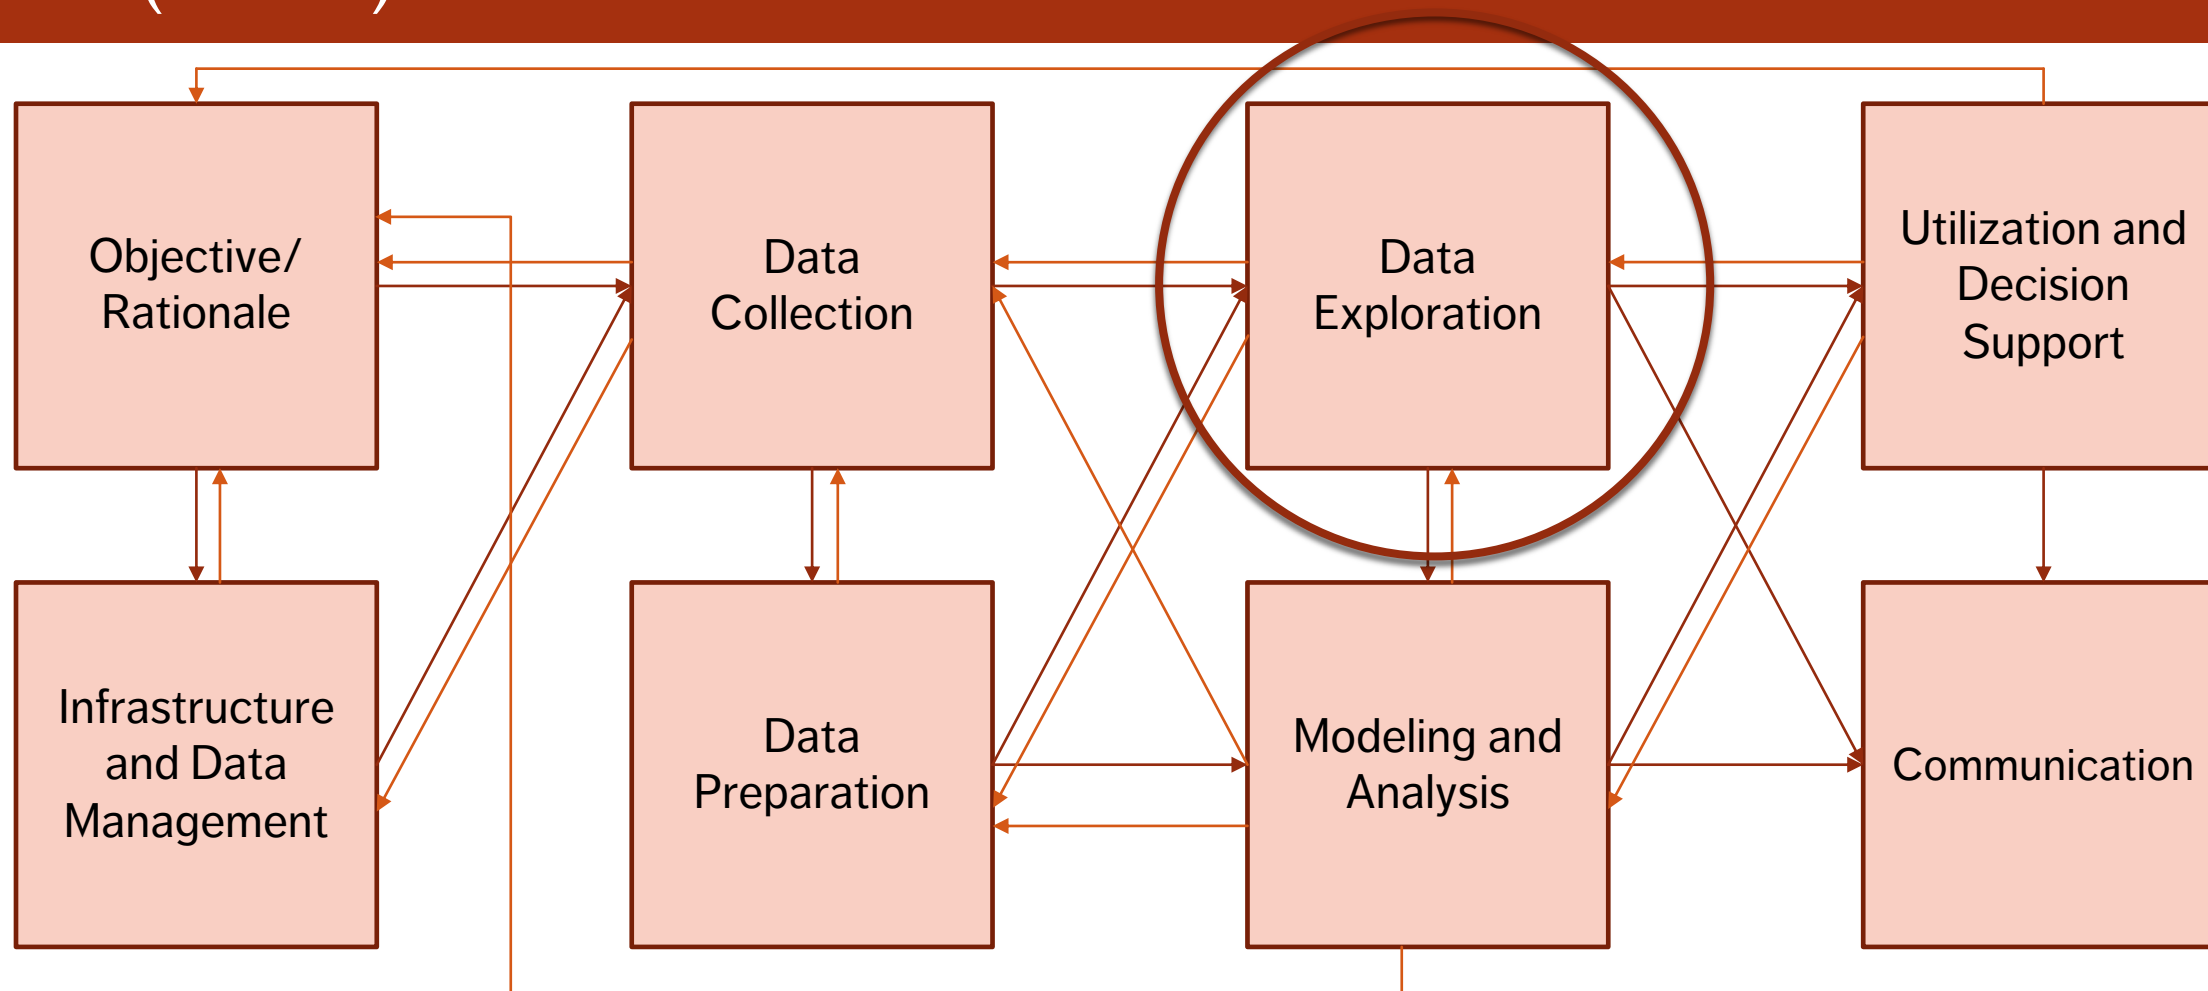 Objective/
Rationale
Data
Collection
Data
Exploration
Utilization and
Decision
Support
Infrastructure
and Data
Management
Data
Preparation
Modeling and
Analysis
Communication